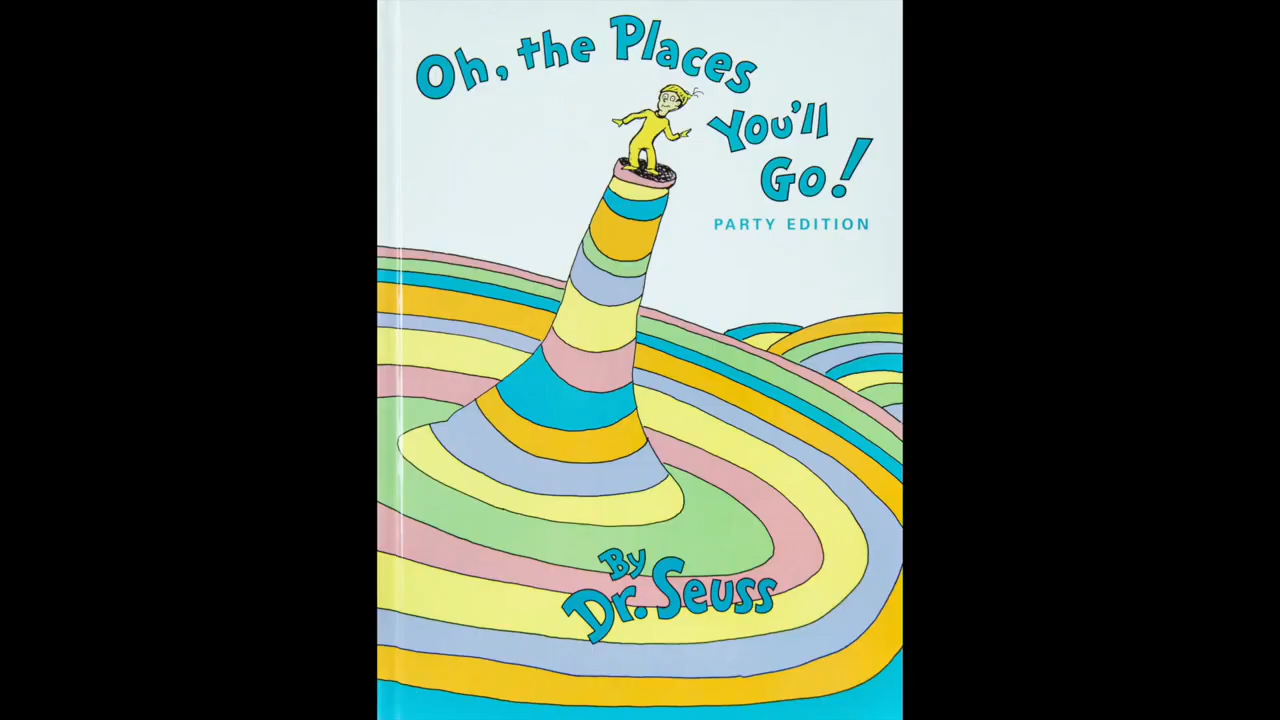 Oh, the Places
You'll
Go!
PARTY EDITION
By
Dr. Seuss